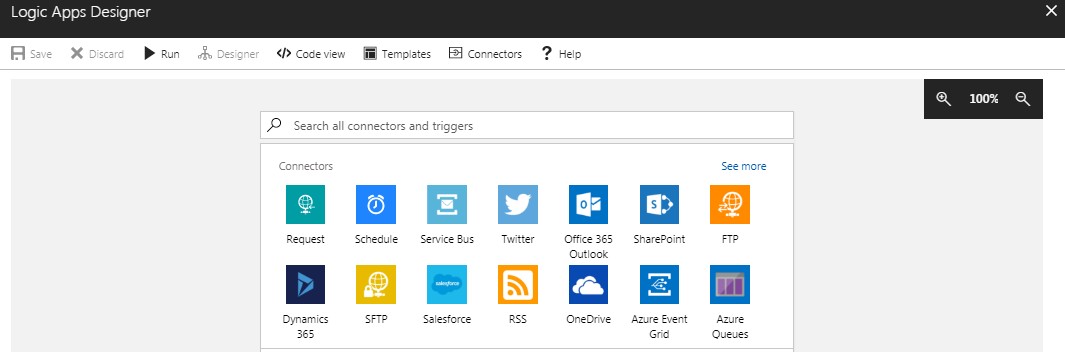 Logic Apps Designer
Save Discard Run Designer Code view Templates Connectors Help
100%
Search all connectors and triggers
Connectors See more
Request Schedule Service Bus Twitter Office 365 Outlook SharePoint FTP
salesforce
Dynamics 365 SFTP Salesforce RSS OneDrive Azure Event Grid Azure Queues